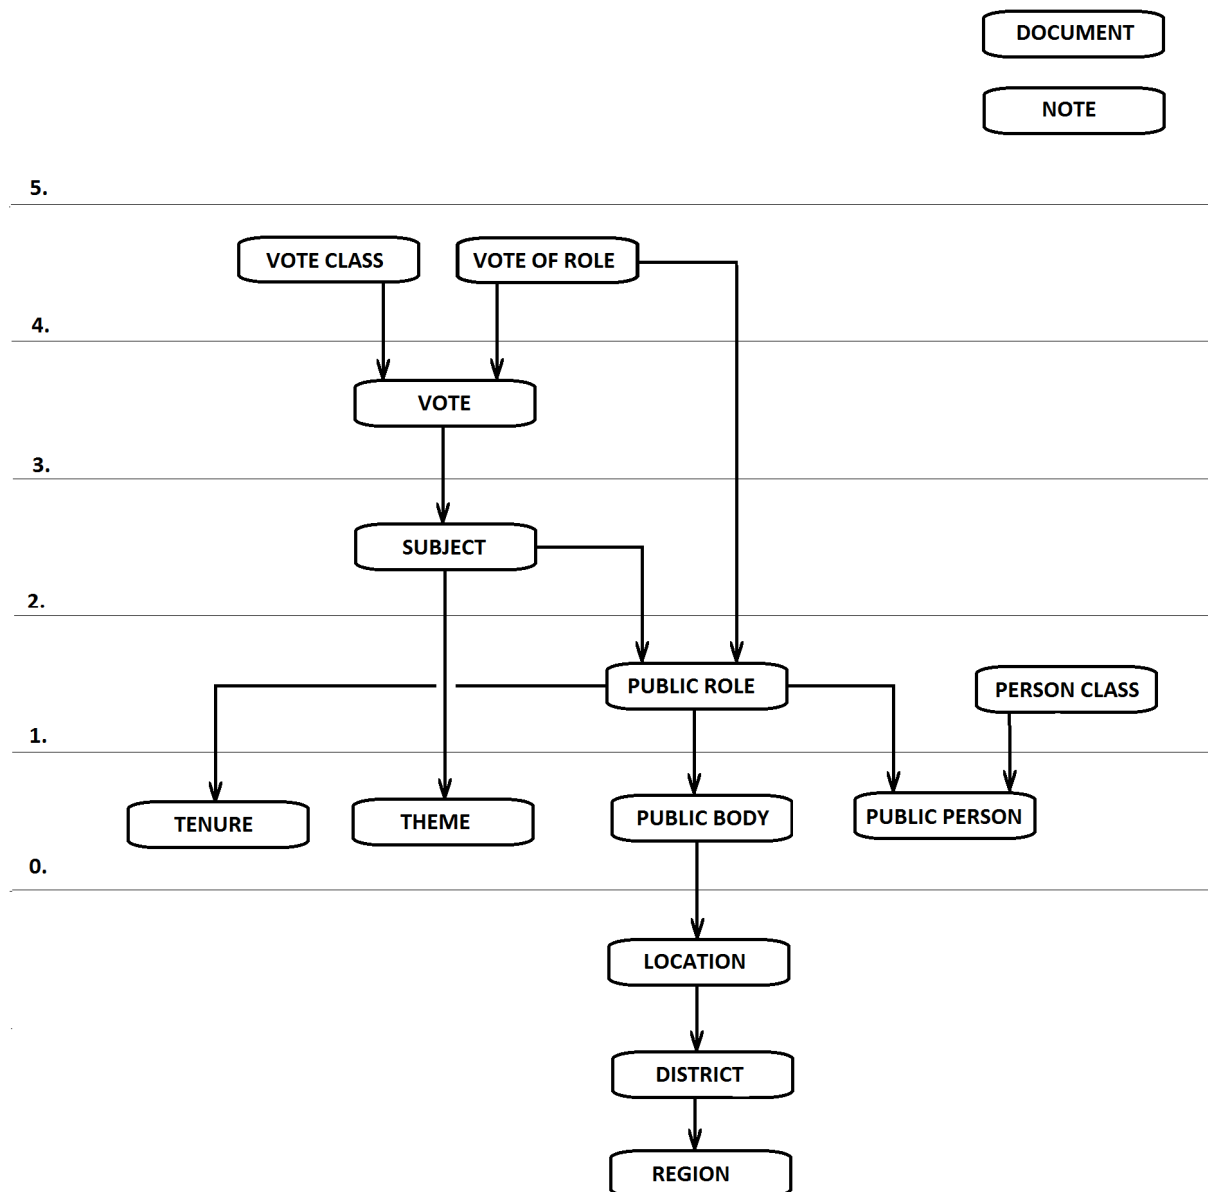 DOCUMENT
NOTE
5.
VOTE CLASS
VOTE OF ROLE
4.
VOTE
3.
SUBJECT
2.
PUBLIC ROLE
PERSON CLASS
1.
TENURE
THEME
PUBLIC BODY
PUBLIC PERSON
0.
LOCATION
DISTRICT
REGION